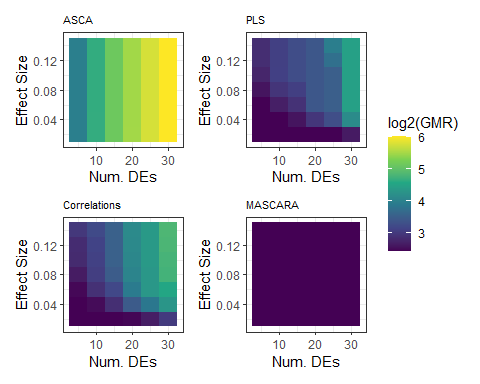 ASCA
PLS
Effect Size
0.12
0.08
0.04
10 20 30
Num. DEs
Effect Size
0.12
0.08
0.04
10 20 30
Num. DEs
log2(GMR)
6
5
4
3
Correlations
MASCARA
Effect Size
0.12
0.08
0.04
10 20 30
Num. DEs
Effect Size
0.12
0.08
0.04
10 20 30
Num. DEs